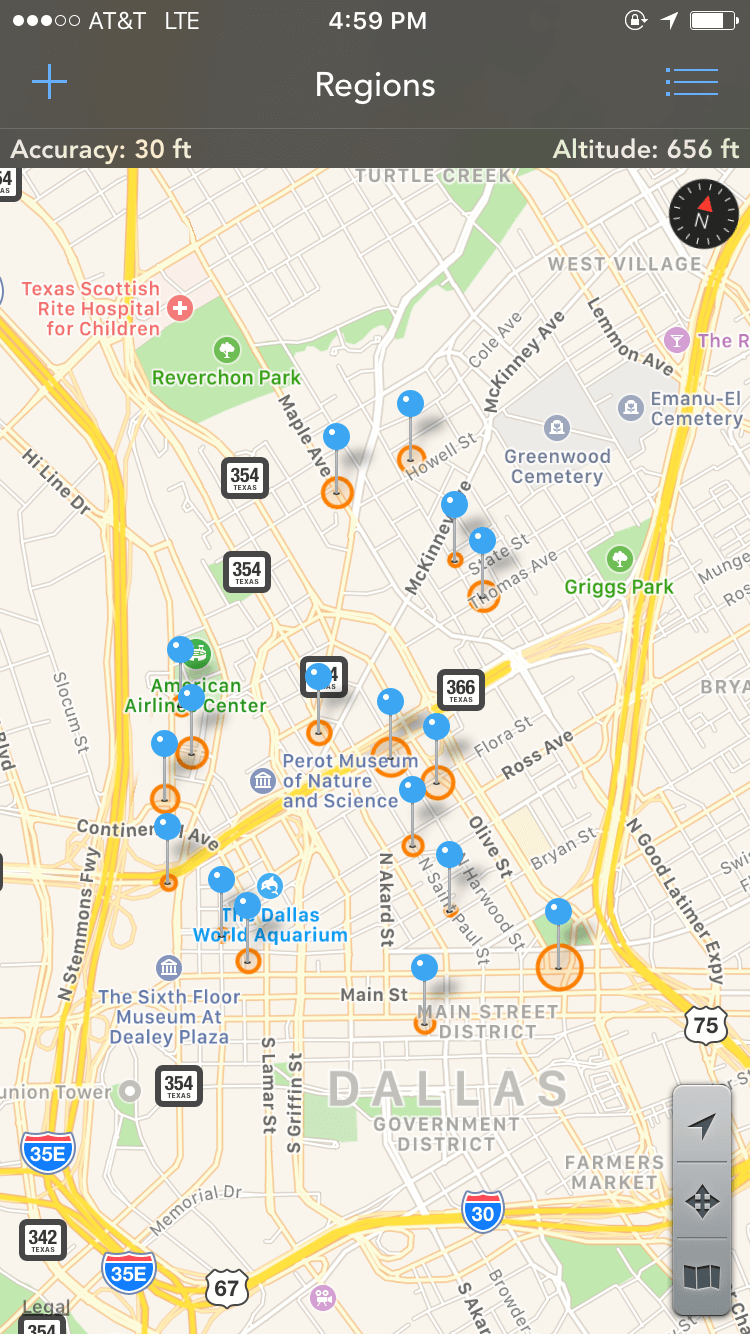 AT&T LTE 4:59 PM
Regions
Accuracy: 30 ft Altitude: 656 ft
TURTLE CREEK
N
WEST VILLAGE
Texas Scottish
Rite Hospital
for Children
Lemmon Ave
Cole Ave
McKinney Ave
The R
Reverchon Park
Maple Ave
Emanu-El
Cemetery
Greenwood
Cemetery
Howell St
Hi Line Dr
354
TEXAS
State St
Thomas Ave
354
TEXAS
Griggs Park
Munge
Ros
Slocum St
American
Airlines Center
366
TEXAS
BRYA
Blvd
Flora St
Ross Ave
Perot Museum
of Nature
and Science
Continental Ave
Olive St
Bryan St
N Good Latimer Expy
Swi
N Stemmons Fwy
N Akard St
N Saint Paul St
N Harwood St
The Dallas
World Aquarium
Main St
MAIN STREET
DISTRICT
The Sixth Floor
Museum At
Dealey Plaza
75
S Lamar St
S Griffin St
354
TEXAS
union Tower
DALLAS
GOVERNMENT
DISTRICT
35E
FARMERS
MARKET
Memorial Dr
30
342
TEXAS
35E
67
Browder
S Akar
Legal
354